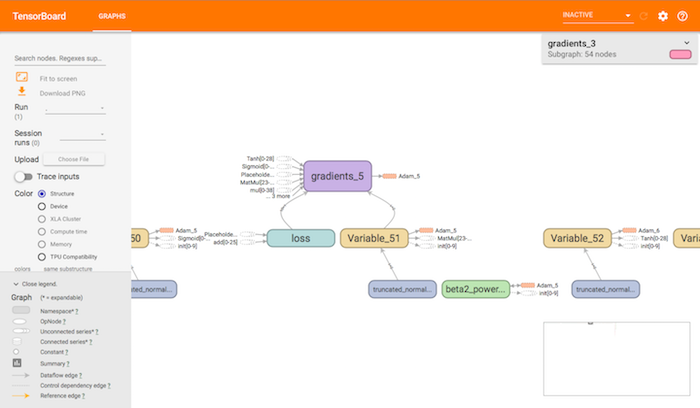 TensorBoard
GRAPHS
INACTIVE
Search nodes. Regexes sup...
Fit to screen
Download PNG
Run
(1)
Session
runs (0)
Upload
Choose File
Trace inputs
Color
Structure
Device
XLA Cluster
Compute time
Memory
TPU Compatibility
colors same substructure
Close legend.
Graph (* = expandable)
Namespace* ?
OpNode ?
Unconnected series* ?
Connected series* ?
Constant ?
Summary ?
Dataflow edge ?
Control dependency edge ?
Reference edge ?
gradients_3
Subgraph: 54 nodes
Tanh[0-28]
Sigmoid[0-...
Placeholde...
MatMul[23-...
mul[0-38]
... 3 more
gradients_5
Adam_5
50
Adam_5
Sigmoid[0-...
init[0-9]
Placeholde...
add[0-25]
loss
Variable_51
Adam_5
MatMul[23-...
init[0-9]
Variable_52
Adam_6
Tanh[0-28]
init[0-9]
Varia
ated_normal...
truncated_normal...
beta2_power...
Adam_5
init[0-9]
truncated_normal...